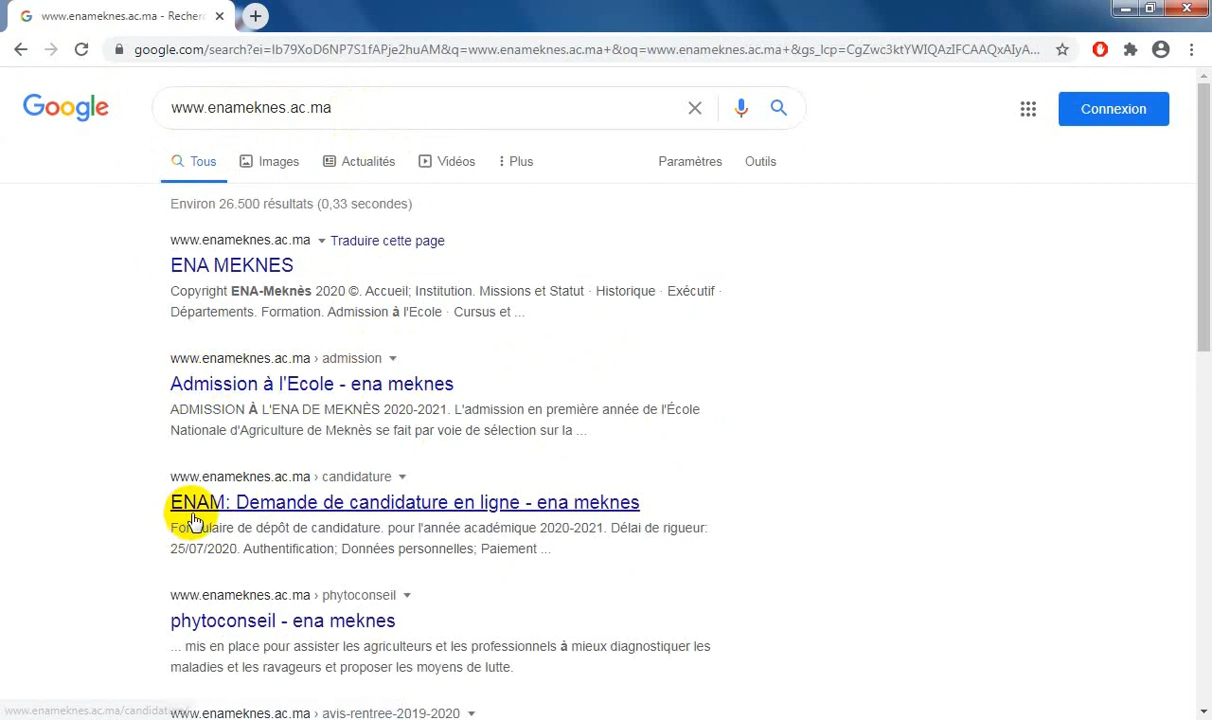 www.enameknes.ac.ma - Recher
google.com/search?ei=Ib79XoD6NP7S1fAPje2huAM&q=www.enameknes.ac.ma+&oq=www.enameknes.ac.ma+&gs_lcp=CgZwc3ktYWIQAzIFCAAQxAIyA...
Google
www.enameknes.ac.ma
Connexion
Tous Images Actualités Vidéos Plus Paramètres Outils
Environ 26.500 résultats (0,33 secondes)
www.enameknes.ac.ma Traduire cette page
ENA MEKNES
Copyright ENA-Meknès 2020 ©. Accueil; Institution. Missions et Statut · Historique · Exécutif ·
Départements. Formation. Admission à l'Ecole · Cursus et ...
www.enameknes.ac.ma › admission
Admission à l'Ecole - ena meknes
ADMISSION À L'ENA DE MEKNÈS 2020-2021. L'admission en première année de l'École
Nationale d'Agriculture de Meknès se fait par voie de sélection sur la ...
www.enameknes.ac.ma › candidature
ENAM: Demande de candidature en ligne - ena meknes
Formulaire de dépôt de candidature. pour l'année académique 2020-2021. Délai de rigueur:
25/07/2020. Authentification; Données personnelles; Paiement ...
www.enameknes.ac.ma › phytoconseil
phytoconseil - ena meknes
... mis en place pour assister les agriculteurs et les professionnels à mieux diagnostiquer les
maladies et les ravageurs et proposer les moyens de lutte.
www.enameknes.ac.ma › avis-rentree-2019-2020
www.enameknes.ac.ma/candidature/